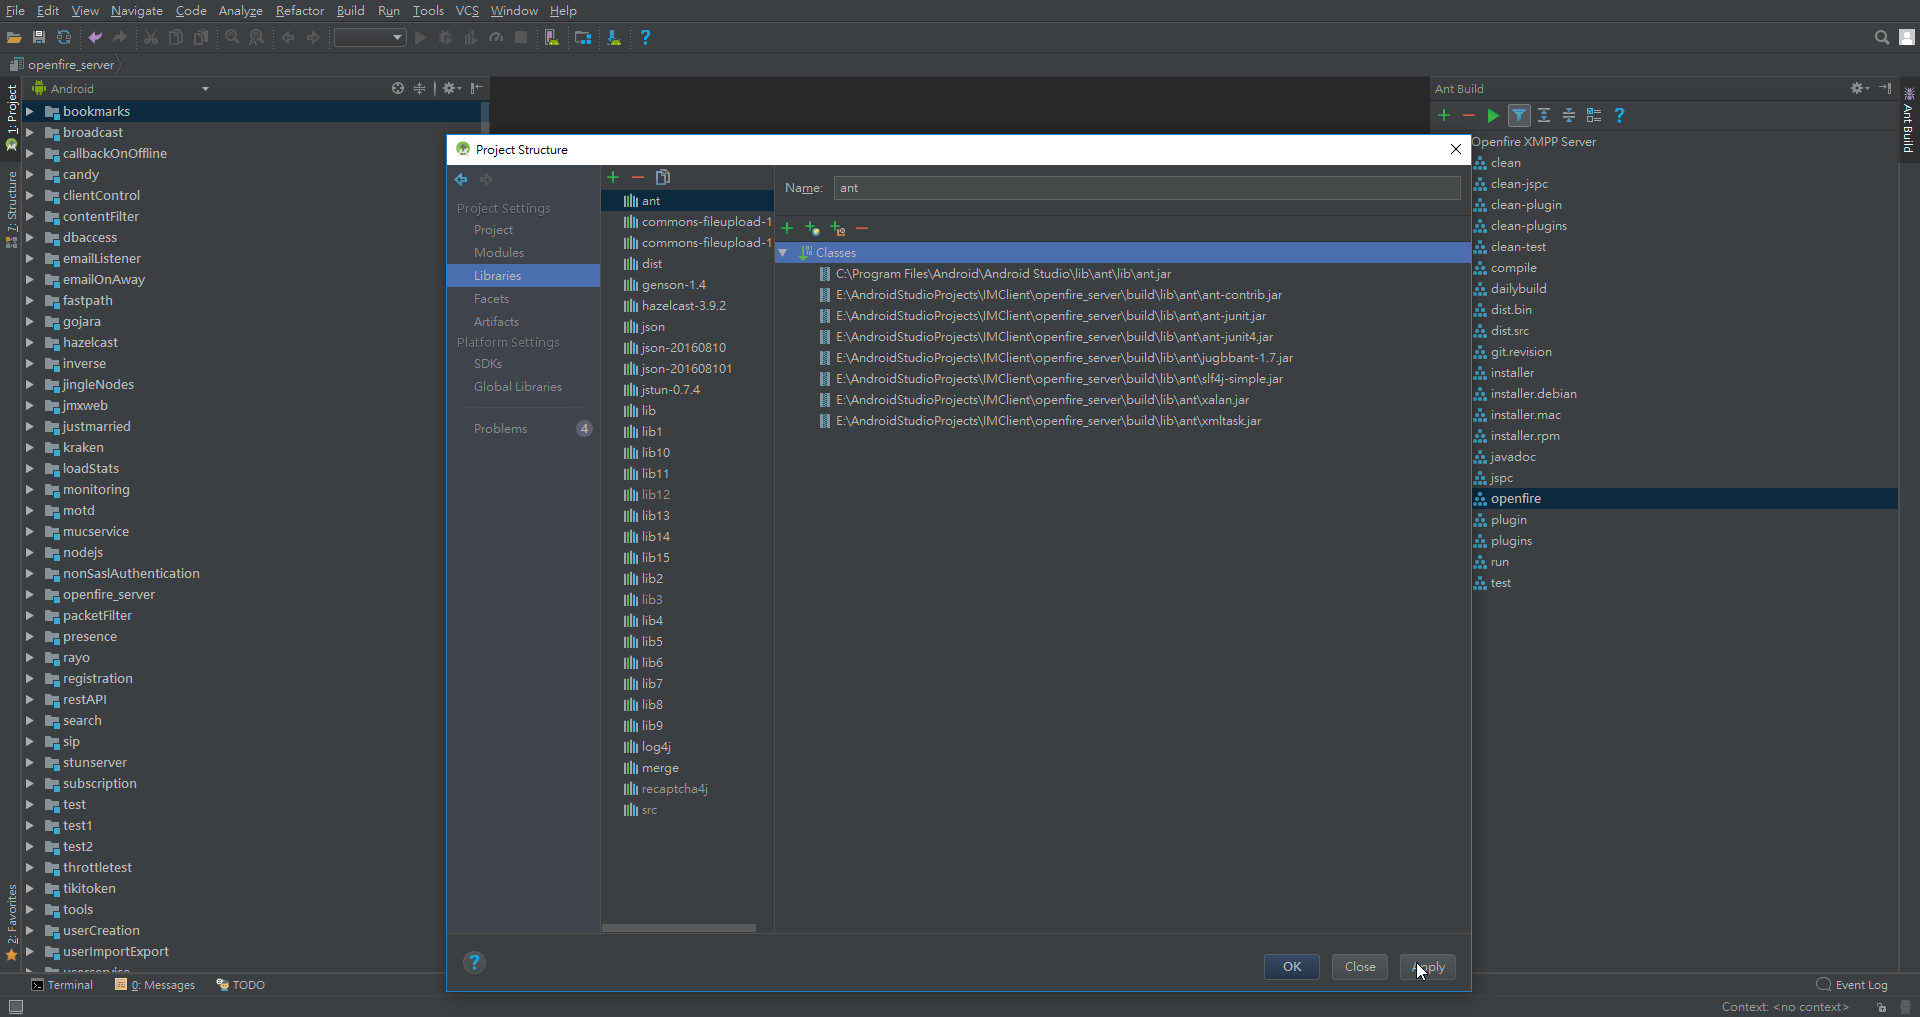 File Edit View Navigate Code Analyze Refactor Build Run Tools VCS Window Help
openfire_server
Android
1: Project
7: Structure
2: Favorites
bookmarks
broadcast
callbackOnOffline
candy
clientControl
contentFilter
dbaccess
emailListener
emailOnAway
fastpath
gojara
hazelcast
inverse
jingleNodes
jmxweb
justmarried
kraken
loadStats
monitoring
motd
mucservice
nodejs
nonSaslAuthentication
openfire_server
packetFilter
presence
rayo
registration
restAPI
search
sip
stunserver
subscription
test
test1
test2
throttletest
tikitoken
tools
userCreation
userImportExport
userservice
Project Structure
Project Settings
Project
Modules
Libraries
Facets
Artifacts
Platform Settings
SDKs
Global Libraries
Problems 4
ant
commons-fileupload-1
commons-fileupload-1
dist
genson-1.4
hazelcast-3.9.2
json
json-20160810
json-201608101
jstun-0.7.4
lib
lib1
lib10
lib11
lib12
lib13
lib14
lib15
lib2
lib3
lib4
lib5
lib6
lib7
lib8
lib9
log4j
merge
recaptcha4j
src
Name: ant
Classes
C:\Program Files\Android\Android Studio\lib\ant\lib\ant.jar
E:\AndroidStudioProjects\IMClient\openfire_server\build\lib\ant\ant-contrib.jar
E:\AndroidStudioProjects\IMClient\openfire_server\build\lib\ant\ant-junit.jar
E:\AndroidStudioProjects\IMClient\openfire_server\build\lib\ant\ant-junit4.jar
E:\AndroidStudioProjects\IMClient\openfire_server\build\lib\ant\jugbbant-1.7.jar
E:\AndroidStudioProjects\IMClient\openfire_server\build\lib\ant\slf4j-simple.jar
E:\AndroidStudioProjects\IMClient\openfire_server\build\lib\ant\xalan.jar
E:\AndroidStudioProjects\IMClient\openfire_server\build\lib\ant\xmltask.jar
? OK Close Apply
Ant Build
Ant Build
Openfire XMPP Server
clean
clean-jspc
clean-plugin
clean-plugins
clean-test
compile
dailybuild
dist.bin
dist.src
git.revision
installer
installer.debian
installer.mac
installer.rpm
javadoc
jspc
openfire
plugin
plugins
run
test
Terminal 0: Messages TODO Event Log
Context: <no context>